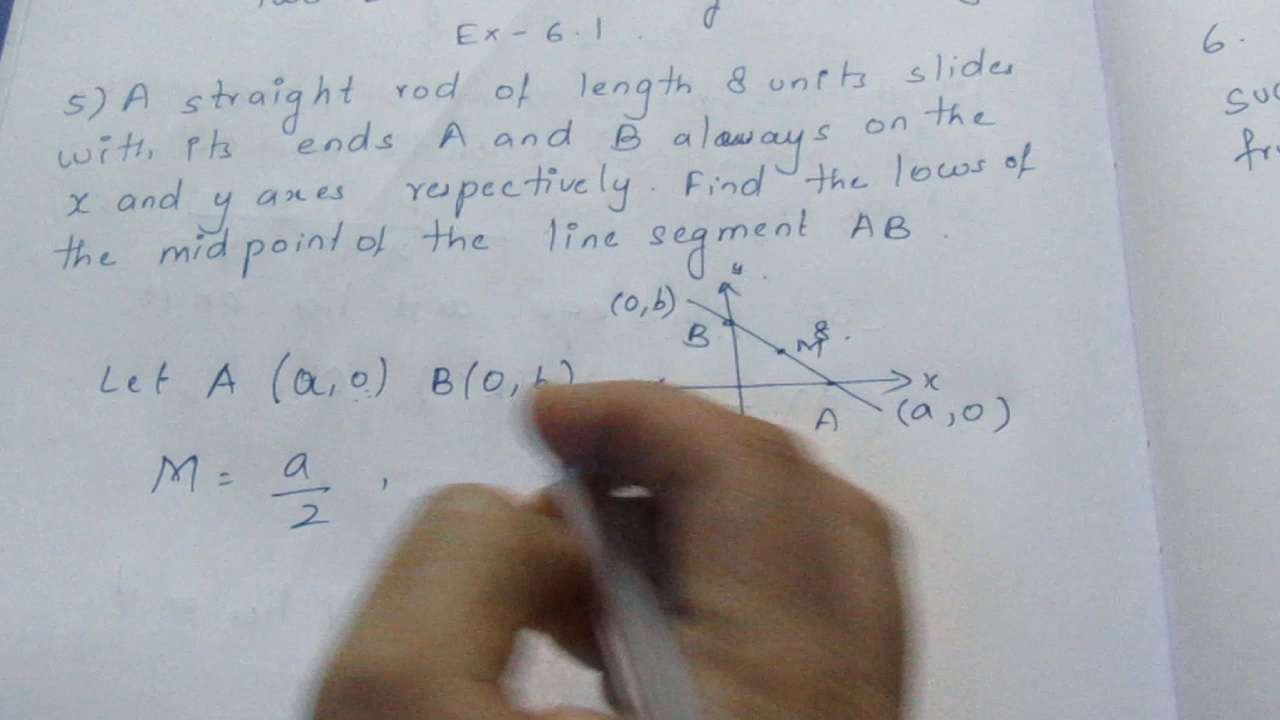 Ex - 6.1
6.
5) A straight rod of length 8 units slides
with its ends A and B always on the
x and y axes respectively. Find the locus of
the midpoint of the line segment AB.
y
(0,b)
B
M
8.
x
A
(a,0)
Let A (a,0) B(0,b)
M = a/2 ,